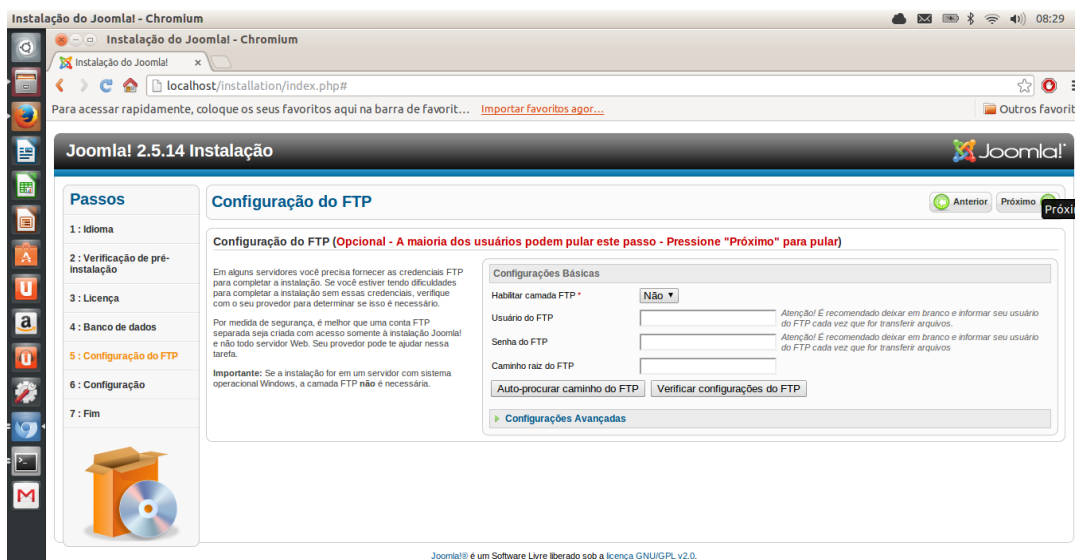 Instalação do Joomla! - Chromium
08:29
Instalação do Joomla! - Chromium
Instalação do Joomla!
localhost/installation/index.php#
Para acessar rapidamente, coloque os seus favoritos aqui na barra de favorit... Importar favoritos agor...
Outros favorit
Joomla! 2.5.14 Instalação
Joomla!
Passos
1 : Idioma
2 : Verificação de pré-
instalação
3 : Licença
4 : Banco de dados
5 : Configuração do FTP
6 : Configuração
7 : Fim
Configuração do FTP
Anterior
Próximo
Próxi
Configuração do FTP (Opcional - A maioria dos usuários podem pular este passo - Pressione "Próximo" para pular)
Em alguns servidores você precisa fornecer as credenciais FTP
para completar a instalação. Se você estiver tendo dificuldades
para completar a instalação sem essas credenciais, verifique
com o seu provedor para determinar se isso é necessário.
Por medida de segurança, é melhor que uma conta FTP
separada seja criada com acesso somente à instalação Joomla!
e não todo servidor Web. Seu provedor pode te ajudar nessa
tarefa.
Importante: Se a instalação for em um servidor com sistema
operacional Windows, a camada FTP não é necessária.
Configurações Básicas
Habilitar camada FTP *
Não
Usuário do FTP
Atenção! É recomendado deixar em branco e informar seu usuário
do FTP cada vez que for transferir arquivos.
Senha do FTP
Atenção! É recomendado deixar em branco e informar seu usuário
do FTP cada vez que for transferir arquivos
Caminho raiz do FTP
Auto-procurar caminho do FTP
Verificar configurações do FTP
Configurações Avançadas
Joomla!® é um Software Livre liberado sob a licença GNU/GPL v2.0.